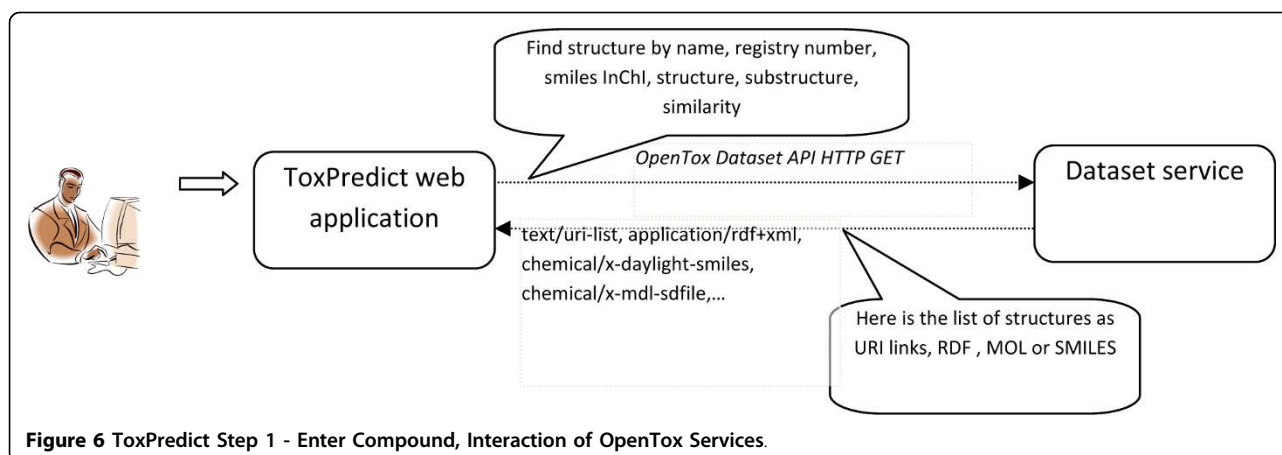 Find structure by name, registry number,
smiles InChI, structure, substructure,
similarity
OpenTox Dataset API HTTP GET
ToxPredict web
application
Dataset service
text/uri-list, application/rdf+xml,
chemical/x-daylight-smiles,
chemical/x-mdl-sdfile,...
Here is the list of structures as
URI links, RDF , MOL or SMILES
Figure 6 ToxPredict Step 1 - Enter Compound, Interaction of OpenTox Services.